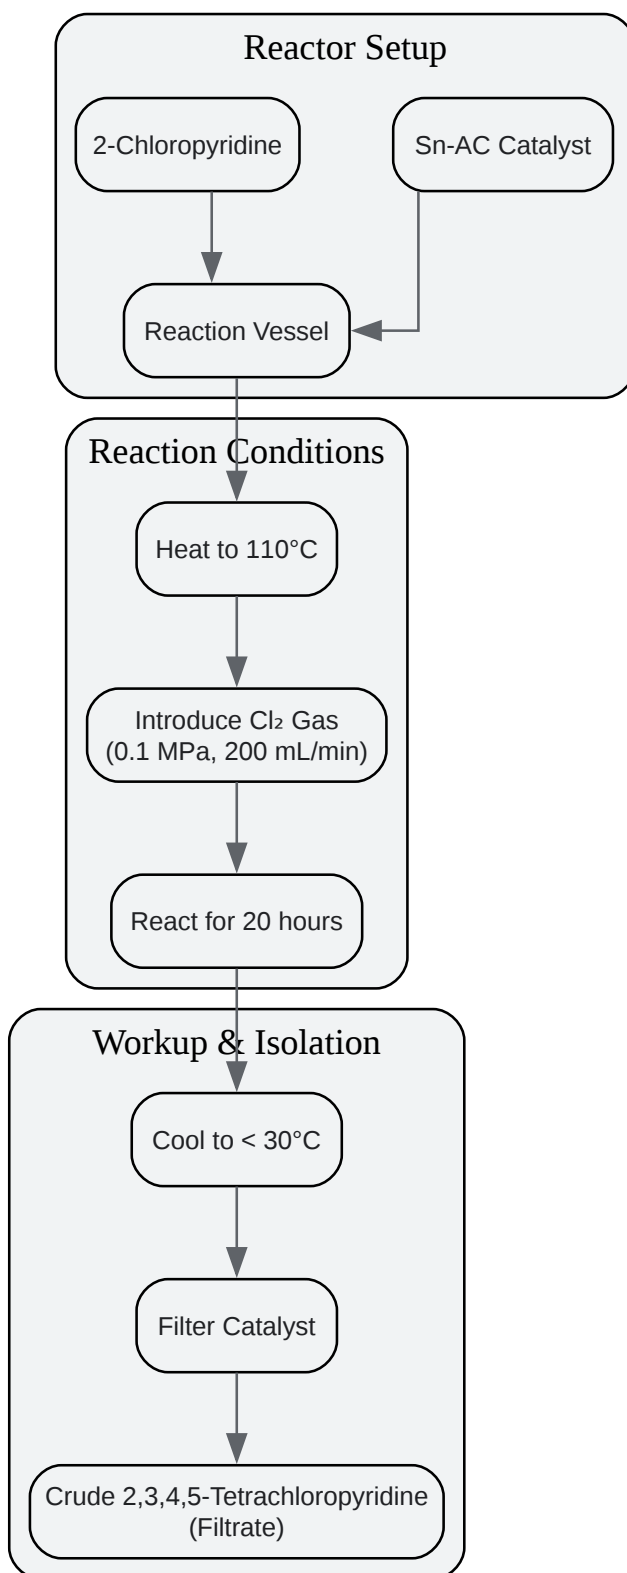 Reactor Setup
2-Chloropyridine
Sn-AC Catalyst
Reaction Vessel
Reaction Conditions
Heat to 110°C
Introduce Cl₂ Gas
(0.1 MPa, 200 mL/min)
React for 20 hours
Workup & Isolation
Cool to < 30°C
Filter Catalyst
Crude 2,3,4,5-Tetrachloropyridine
(Filtrate)